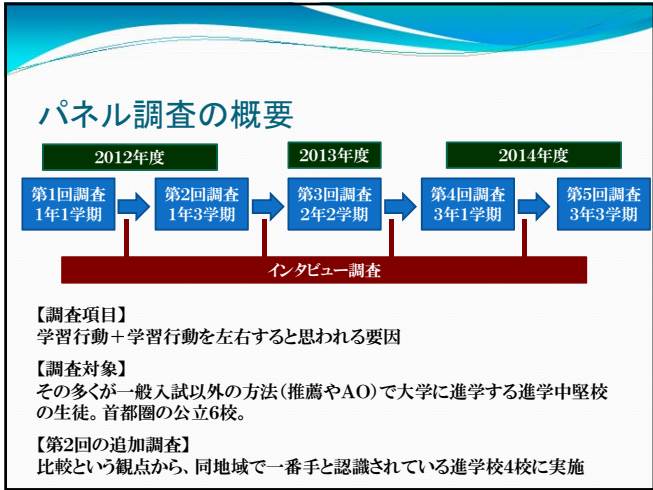 パネル調査の概要
2012年度
2013年度
2014年度
第1回調査
1年1学期
第2回調査
1年3学期
第3回調査
2年2学期
第4回調査
3年1学期
第5回調査
3年3学期
インタビュー調査
【調査項目】
学習行動＋学習行動を左右すると思われる要因
【調査対象】
その多くが一般入試以外の方法（推薦やAO）で大学に進学する進学中堅校
の生徒。首都圏の公立6校。
【第2回の追加調査】
比較という観点から、同地域で一番手と認識されている進学校4校に実施